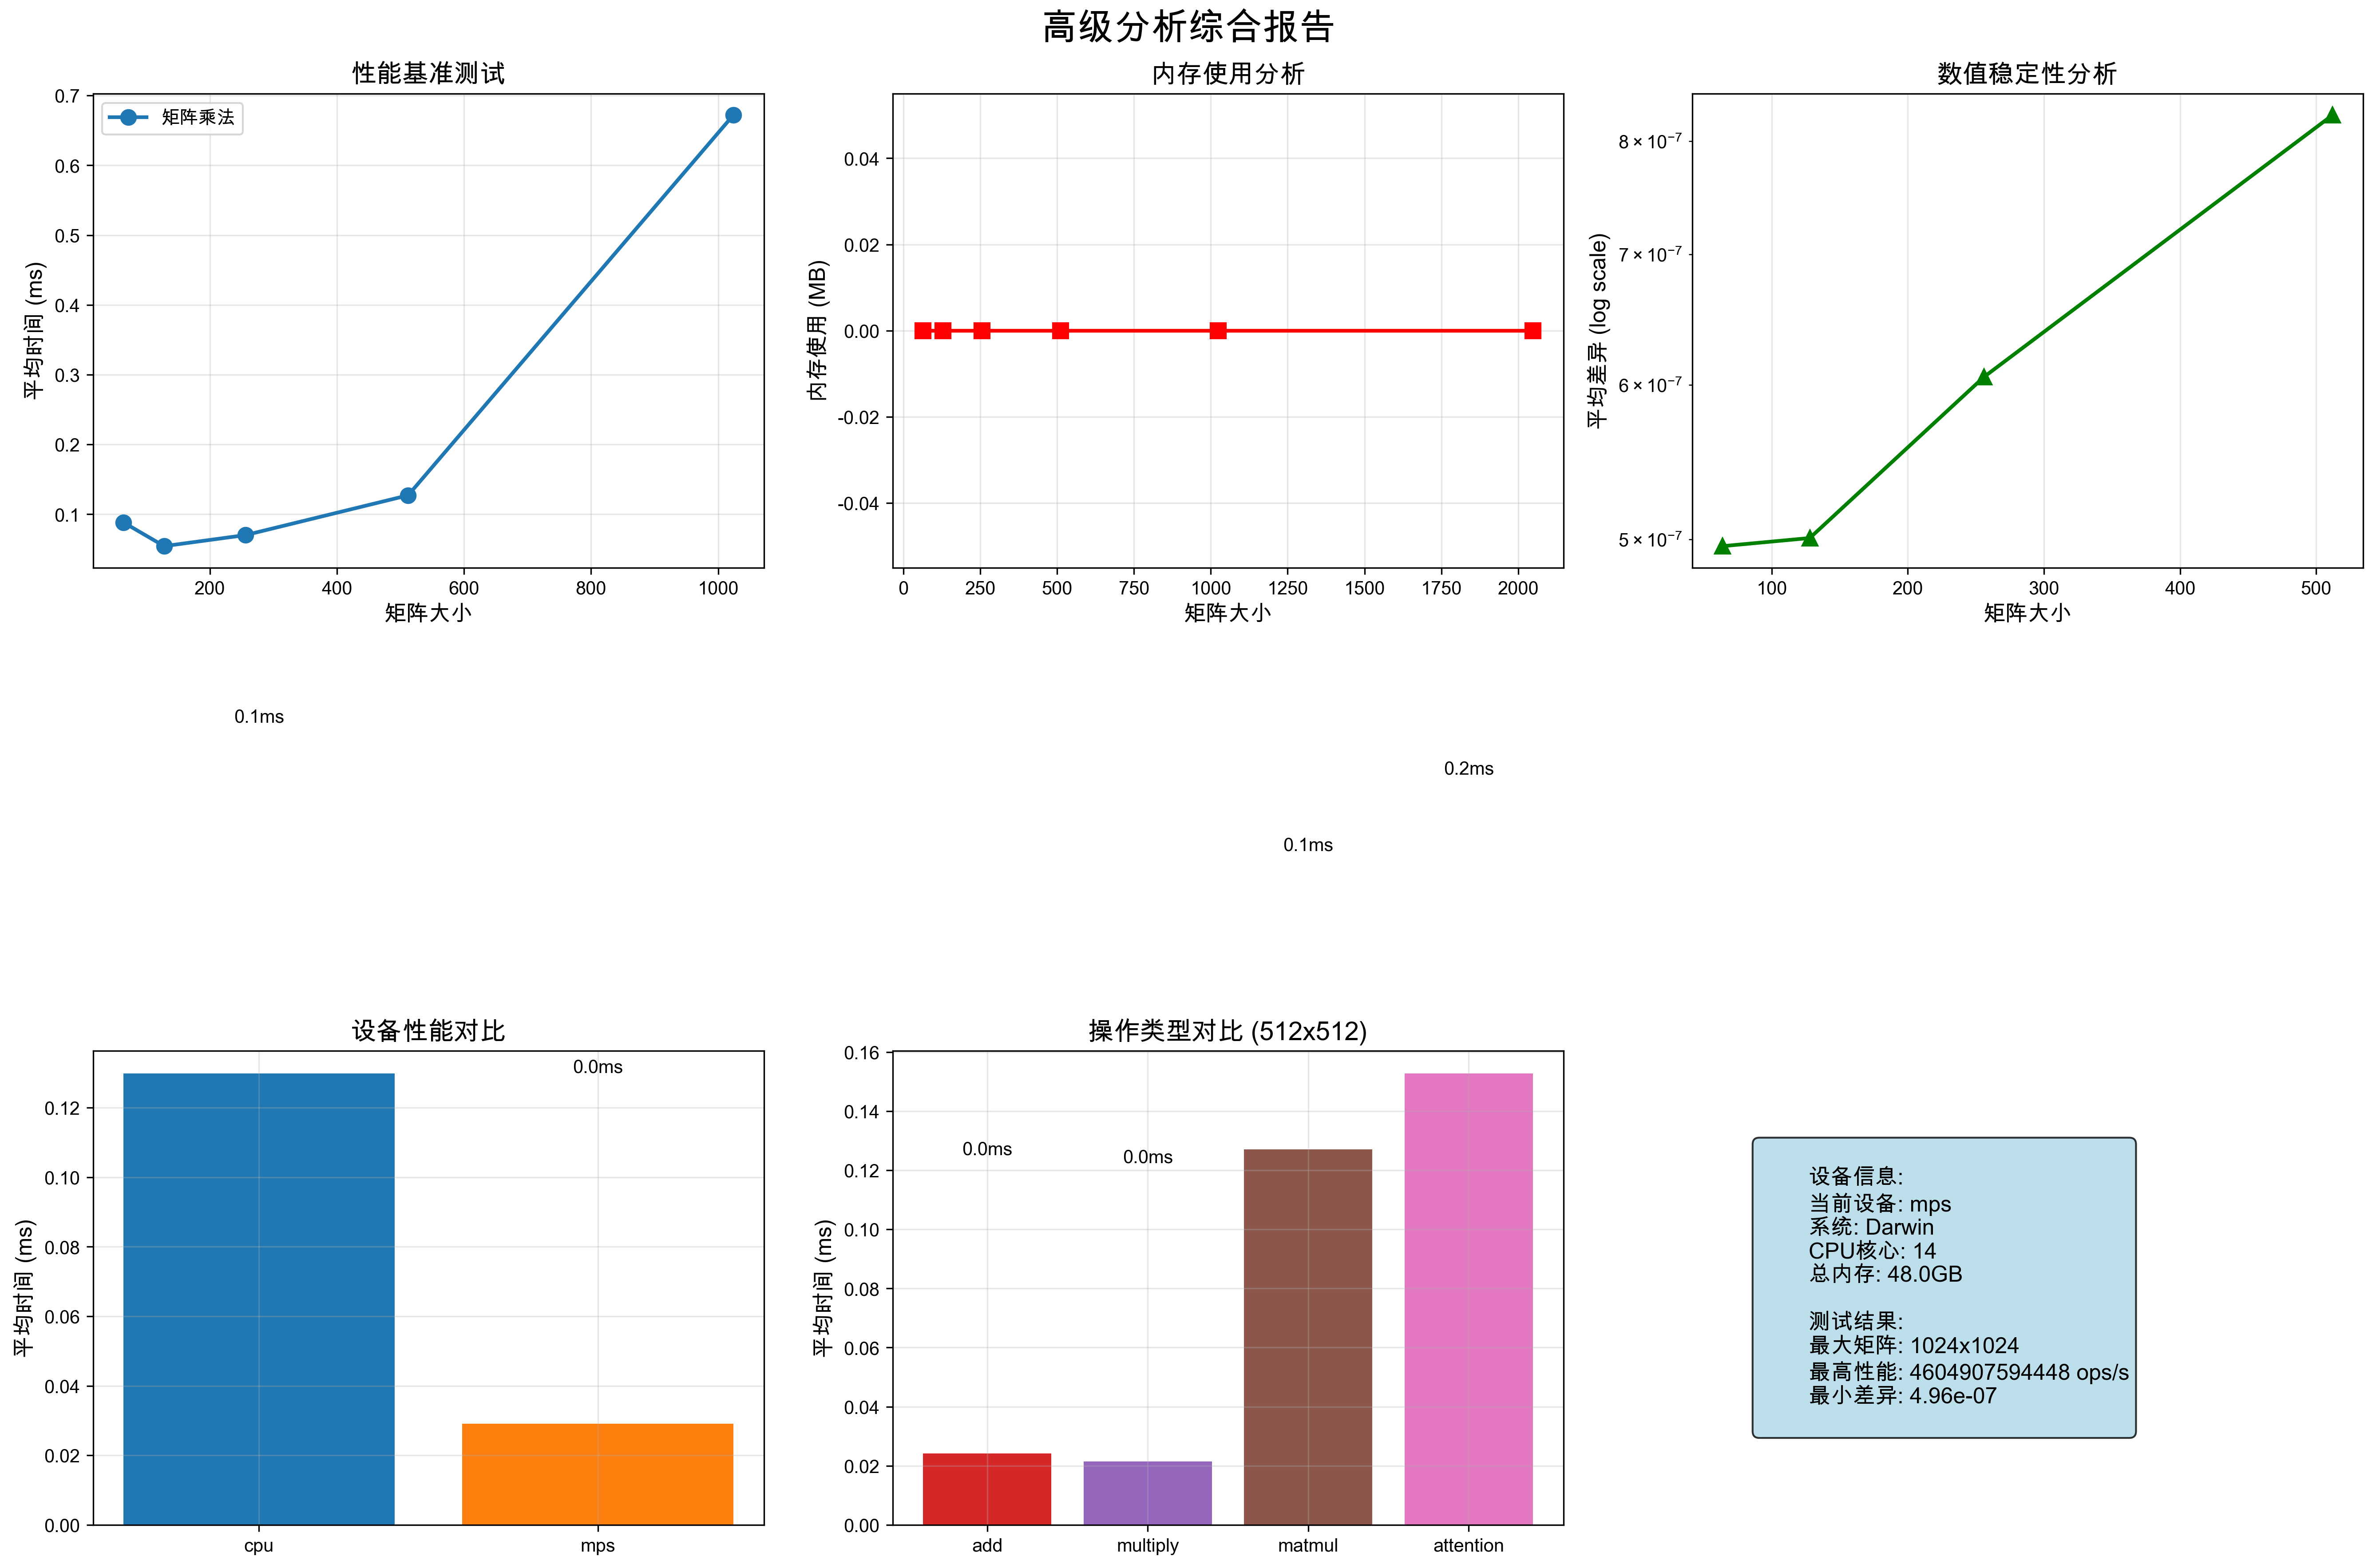 高级分析综合报告
性能基准测试
矩阵乘法
平均时间 (ms)
0.7
0.6
0.5
0.4
0.3
0.2
0.1
200 400 600 800 1000
矩阵大小
内存使用分析
内存使用 (MB)
0.04
0.02
0.00
-0.02
-0.04
0 250 500 750 1000 1250 1500 1750 2000
矩阵大小
数值稳定性分析
平均差异 (log scale)
8 × 10⁻⁷
7 × 10⁻⁷
6 × 10⁻⁷
5 × 10⁻⁷
100 200 300 400 500
矩阵大小
0.1ms
0.2ms
0.1ms
设备性能对比
0.0ms
平均时间 (ms)
0.12
0.10
0.08
0.06
0.04
0.02
0.00
cpu mps
操作类型对比 (512x512)
平均时间 (ms)
0.16
0.14
0.12
0.10
0.08
0.06
0.04
0.02
0.00
0.0ms
0.0ms
add multiply matmul attention
设备信息:
当前设备: mps
系统: Darwin
CPU核心: 14
总内存: 48.0GB
测试结果:
最大矩阵: 1024x1024
最高性能: 4604907594448 ops/s
最小差异: 4.96e-07